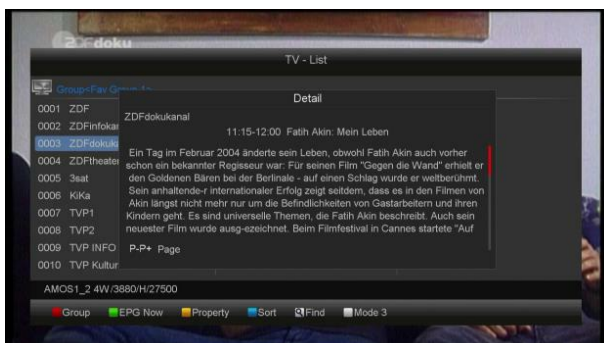 ZDFdoku
TV - List
Group<Fav Group 1>
Detail
0001 ZDF
0002 ZDFinfokan
0003 ZDFdokuka
0004 ZDFtheater
0005 3sat
0006 KiKa
0007 TVP1
0008 TVP2
0009 TVP INFO
0010 TVP Kultur
ZDFdokukanal
11:15-12:00 Fatih Akin: Mein Leben
Ein Tag im Februar 2004 änderte sein Leben, obwohl Fatih Akin auch vorher
schon ein bekannter Regisseur war: Für seinen Film "Gegen die Wand" erhielt er
den Goldenen Bären bei der Berlinale - auf einen Schlag wurde er weltberühmt.
Sein anhaltende-r internationaler Erfolg zeigt seitdem, dass es in den Filmen von
Akin längst nicht mehr nur um die Befindlichkeiten von Gastarbeitern und ihren
Kindern geht. Es sind universelle Themen, die Fatih Akin beschreibt. Auch sein
neuester Film wurde ausg-ezeichnet. Beim Filmfestival in Cannes startete "Auf
P-P+ Page
AMOS1_2 4W /3880/H/27500
Group EPG Now Property Sort Find Mode 3